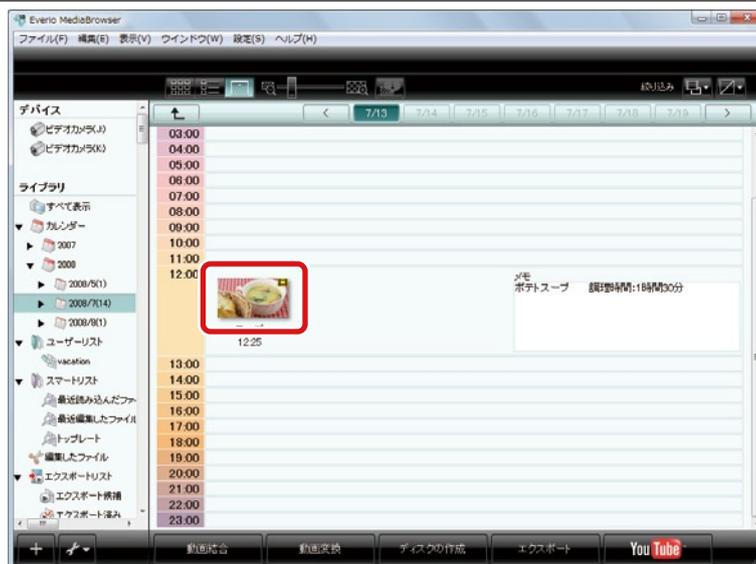 Everio MediaBrowser
ファイル(F) 編集(E) 表示(V) ウインドウ(W) 設定(S) ヘルプ(H)
絞り込み
デバイス
ビデオカメラ(J)
ビデオカメラ(K)
ライブラリ
すべて表示
カレンダー
2007
2008
2008/5(1)
2008/7(14)
2008/8(1)
ユーザーリスト
vacation
スマートリスト
最近読み込んだファ
最近編集したファイル
トップレート
編集したファイル
エクスポートリスト
エクスポート候補
エクスポート済み
7/13 7/14 7/15 7/16 7/17 7/18 7/19
03:00
04:00
05:00
06:00
07:00
08:00
09:00
10:00
11:00
12:00
12:25
メモ
ポテトスープ 調理時間:1時間30分
13:00
14:00
15:00
16:00
17:00
18:00
19:00
20:00
21:00
22:00
23:00
動画結合 動画変換 ディスクの作成 エクスポート YouTube